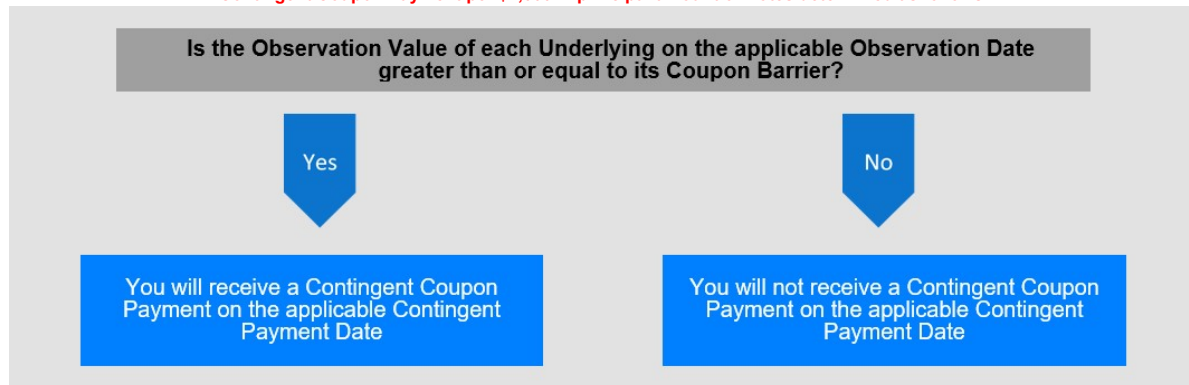 Is the Observation Value of each Underlying on the applicable Observation Date
greater than or equal to its Coupon Barrier?
Yes
No
You will receive a Contingent Coupon
Payment on the applicable Contingent
Payment Date
You will not receive a Contingent Coupon
Payment on the applicable Contingent
Payment Date